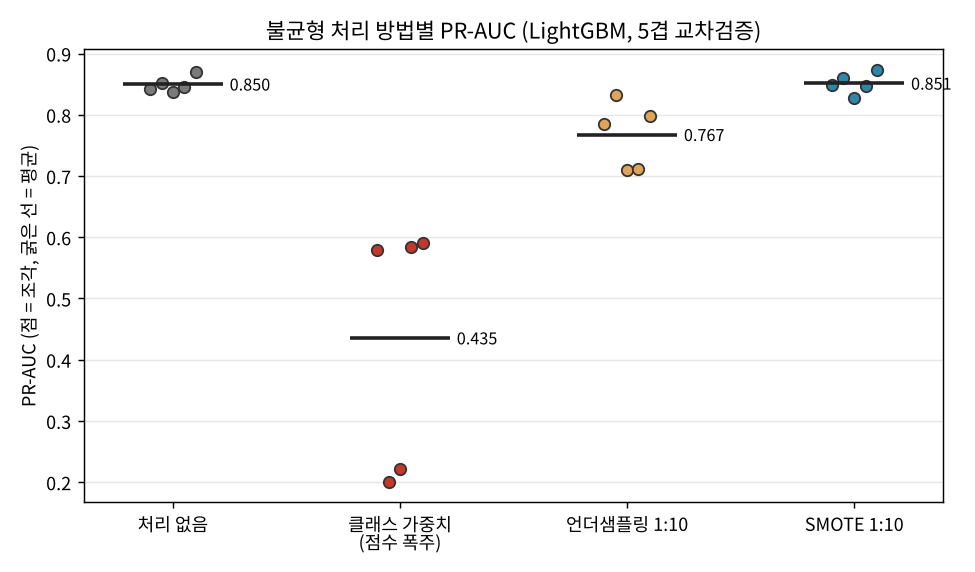 불균형 처리 방법별 PR-AUC (LightGBM, 5겹 교차검증)
PR-AUC (점 = 조각, 굵은 선 = 평균)
0.9
0.8
0.7
0.6
0.5
0.4
0.3
0.2
0.850
0.435
0.767
0.851
처리 없음
클래스 가중치
(점수 폭주)
언더샘플링 1:10
SMOTE 1:10